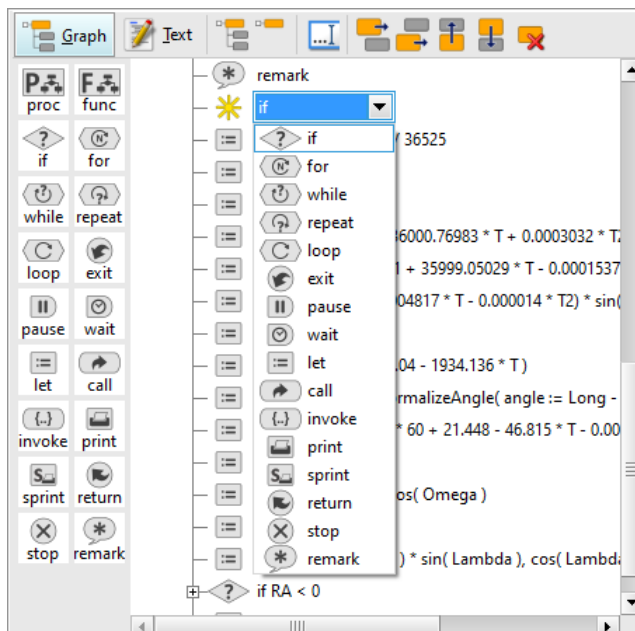 Graph Text
P F
proc func
if for
while repeat
loop exit
pause wait
let call
invoke print
sprint return
stop remark
remark
if
if
for
while
repeat
loop
exit
pause
wait
let
call
invoke
print
sprint
return
stop
remark
/ 36525
36000.76983 * T + 0.0003032 * T2
1 + 35999.05029 * T - 0.0001537
04817 * T - 0.000014 * T2) * sin(
.04 - 1934.136 * T )
rmalizeAngle( angle := Long -
* 60 + 21.448 - 46.815 * T - 0.00
os( Omega )
) * sin( Lambda ), cos( Lambda
if RA < 0